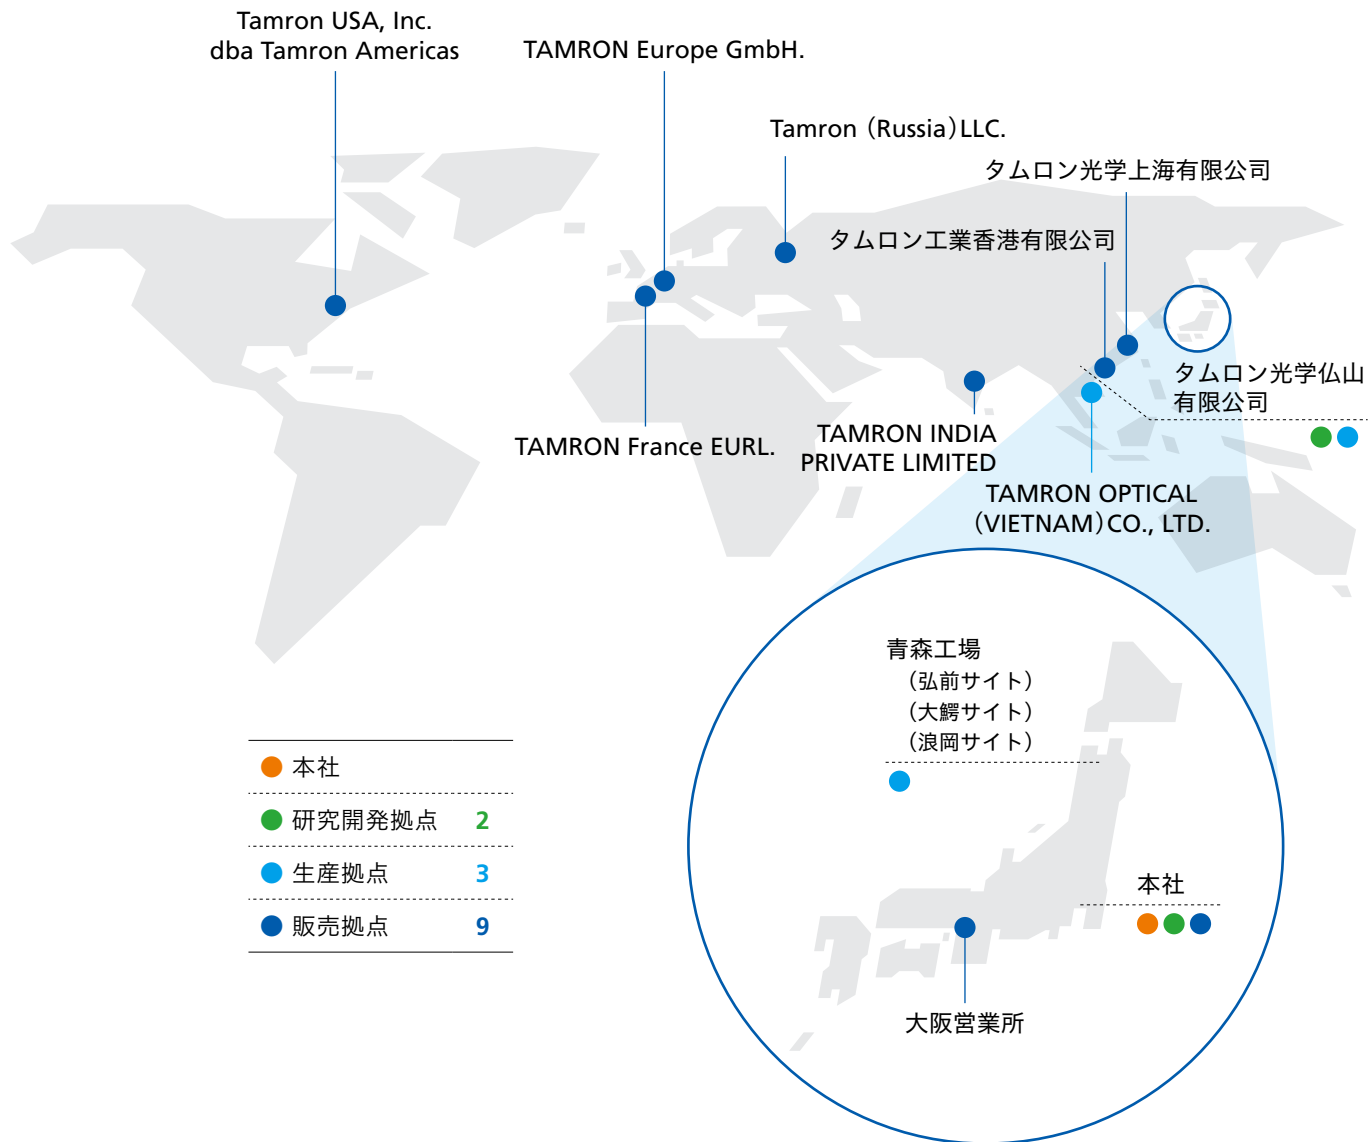 Tamron USA, Inc.
dba Tamron Americas
TAMRON Europe GmbH.
Tamron（Russia）LLC.
タムロン光学上海有限公司
タムロン工業香港有限公司
タムロン光学仏山
有限公司
TAMRON France EURL.
TAMRON INDIA
PRIVATE LIMITED
TAMRON OPTICAL
（VIETNAM）CO., LTD.
青森工場
（弘前サイト）
（大鰐サイト）
（浪岡サイト）
本社
研究開発拠点 2
生産拠点 3
販売拠点 9
本社
大阪営業所